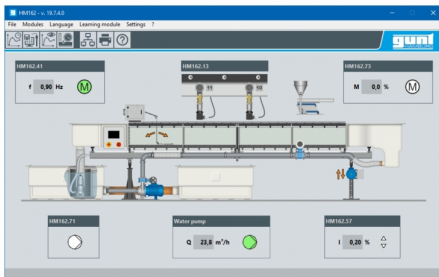 HM162 - v. 19.7.4.0
File Modules Language Learning module Settings ?
gunt
HM162.41
f 0,90 Hz M
HM162.13
11 10
HM162.73
M 0,0 % M
HM162.71
Water pump
Q 23,8 m³/h
HM162.57
I 0,20 %